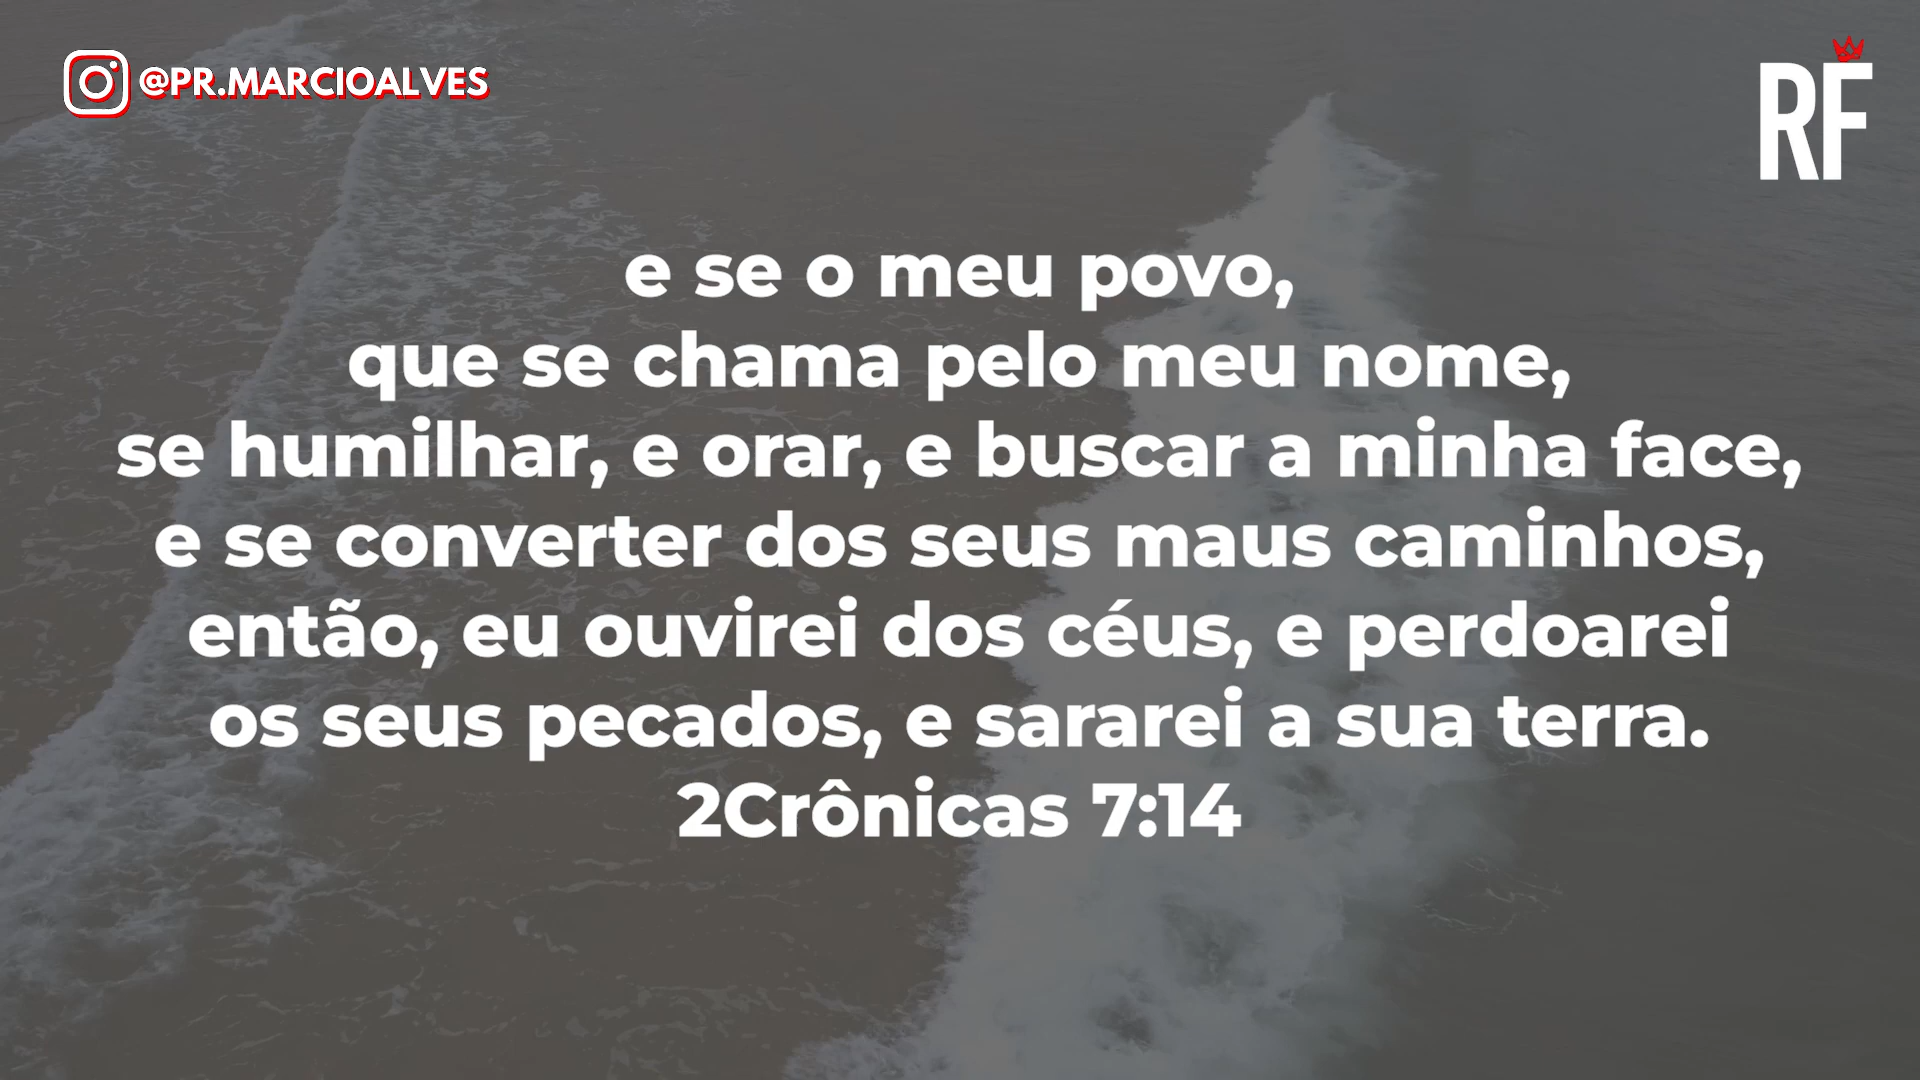 @PR.MARCIOALVES
RF
e se o meu povo,
que se chama pelo meu nome,
se humilhar, e orar, e buscar a minha face,
e se converter dos seus maus caminhos,
então, eu ouvirei dos céus, e perdoarei
os seus pecados, e sararei a sua terra.
2Crônicas 7:14